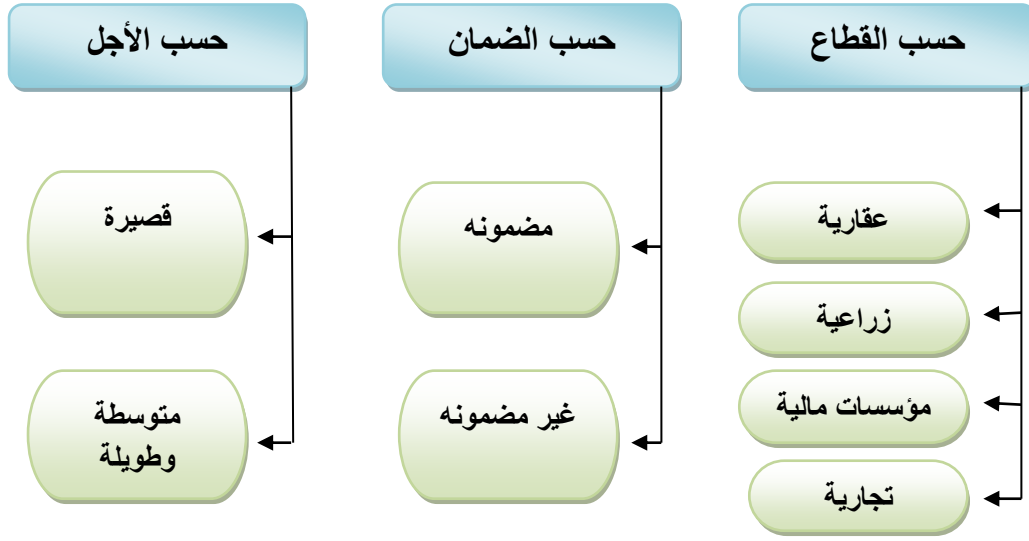 حسب القطاع
عقارية
زراعية
مؤسسات مالية
تجارية
حسب الضمان
مضمونه
غير مضمونه
حسب الأجل
قصيرة
متوسطة
وطويلة